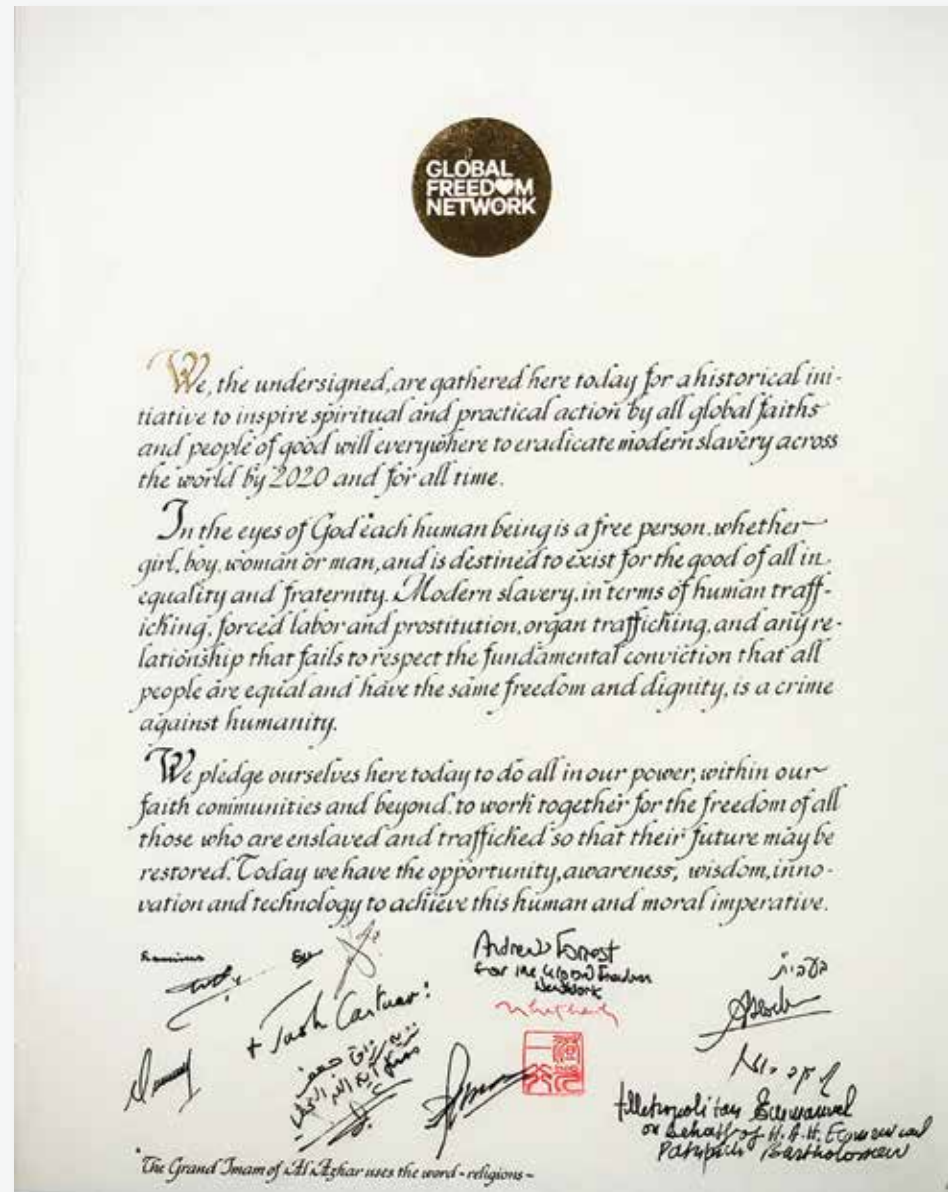 GLOBAL
FREEDOM
NETWORK
We, the undersigned, are gathered here today for a historical ini-
tiative to inspire spiritual and practical action by all global faiths
and people of good will everywhere to eradicate modern slavery across
the world by 2020 and for all time.
In the eyes of God* each human being is a free person, whether
girl, boy, woman or man, and is destined to exist for the good of all in
equality and fraternity. Modern slavery, in terms of human traff-
icking, forced labor and prostitution, organ trafficking, and any re-
lationship that fails to respect the fundamental conviction that all
people are equal and have the same freedom and dignity, is a crime
against humanity.
We pledge ourselves here today to do all in our power, within our
faith communities and beyond, to work together for the freedom of all
those who are enslaved and trafficked so that their future may be
restored. Today we have the opportunity, awareness, wisdom, inno-
vation and technology to achieve this human and moral imperative.
Andrew Forrest
for the Global Freedom
Network
+ Justin Cantuar:
+Metropolitan Emmanuel
on behalf of H.A.H. Ecumenical
Patriarch Bartholomew
*The Grand Imam of Al Azhar uses the word - religions -